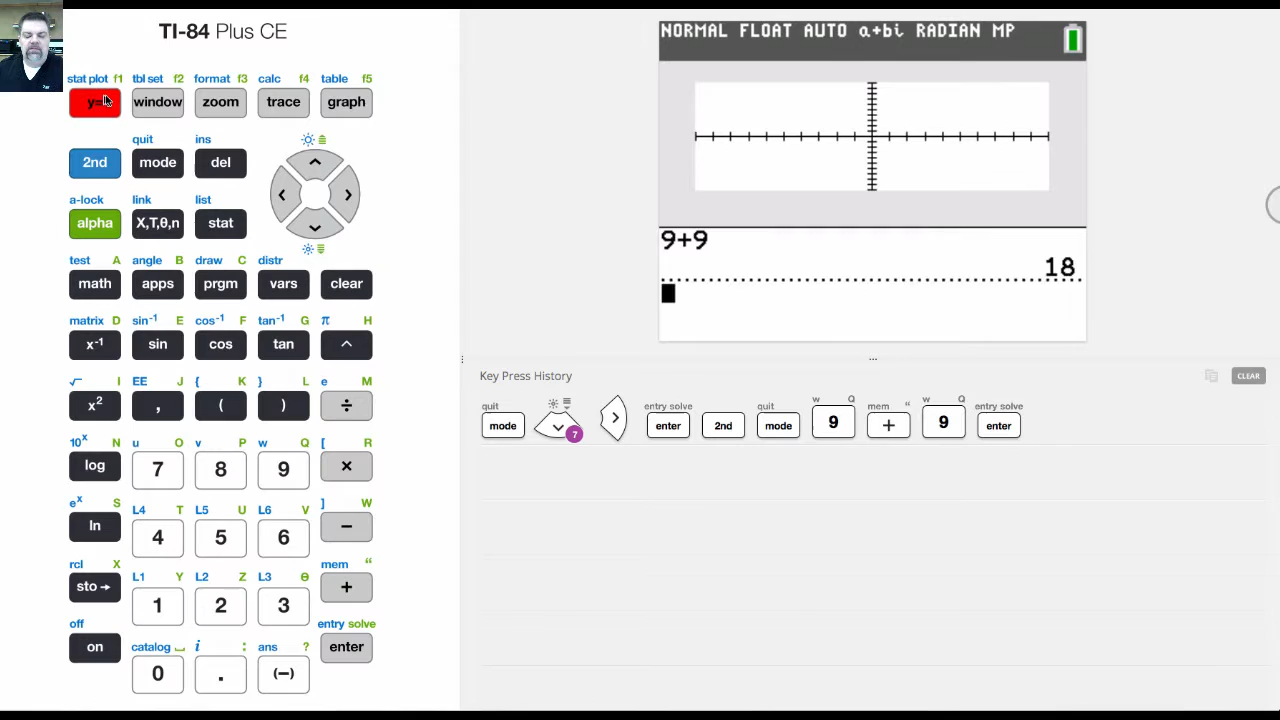 TI-84 Plus CE
stat plot f1 tbl set f2 format f3 calc f4 table f5
y= window zoom trace graph
quit ins
2nd mode del
a-lock link list
alpha X,T,θ,n stat
test A angle B draw C distr
math apps prgm vars clear
matrix D sin-1 E cos-1 F tan-1 G π H
x-1 sin cos tan ^
√ I EE J { K } L e M
x2 , ( ) ÷
10x N u O v P w Q [ R
log 7 8 9 ×
ex S L4 T L5 U L6 V ] W
ln 4 5 6 −
rcl X L1 Y L2 Z L3 θ mem “
sto → 1 2 3 +
off catalog ⎵ i : ans ? entry solve
on 0 . (−) enter
NORMAL FLOAT AUTO a+bi RADIAN MP
9+9
18
...
Key Press History
CLEAR
quit entry solve quit w Q mem “ w Q entry solve
mode 7 enter 2nd mode 9 + 9 enter